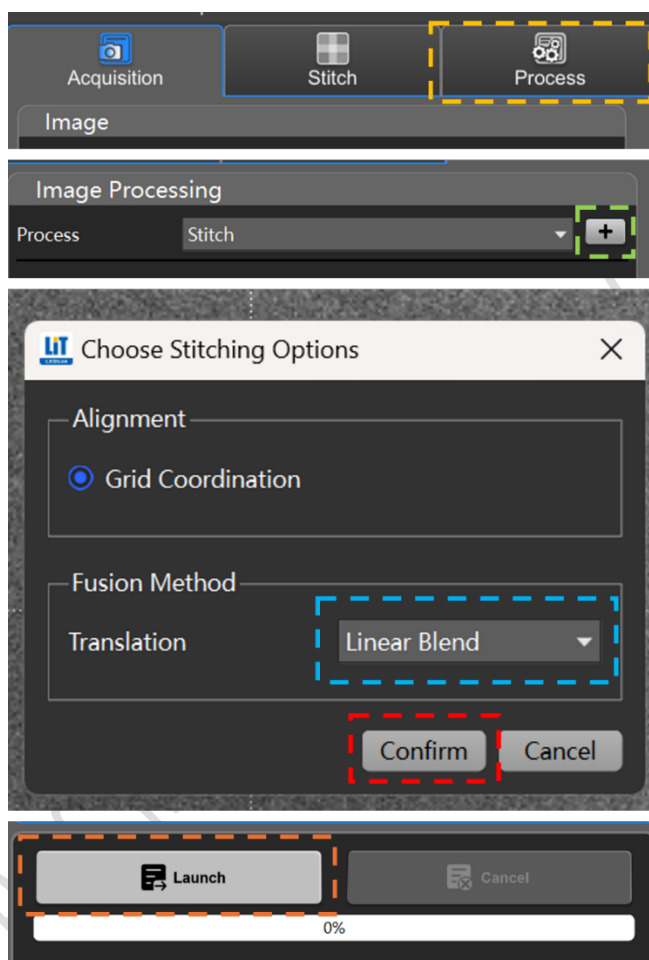 Acquisition
Stitch
Process
Image
Image Processing
Process
Stitch
+
LiT
Choose Stitching Options
Alignment
Grid Coordination
Fusion Method
Translation
Linear Blend
Confirm
Cancel
Launch
Cancel
0%